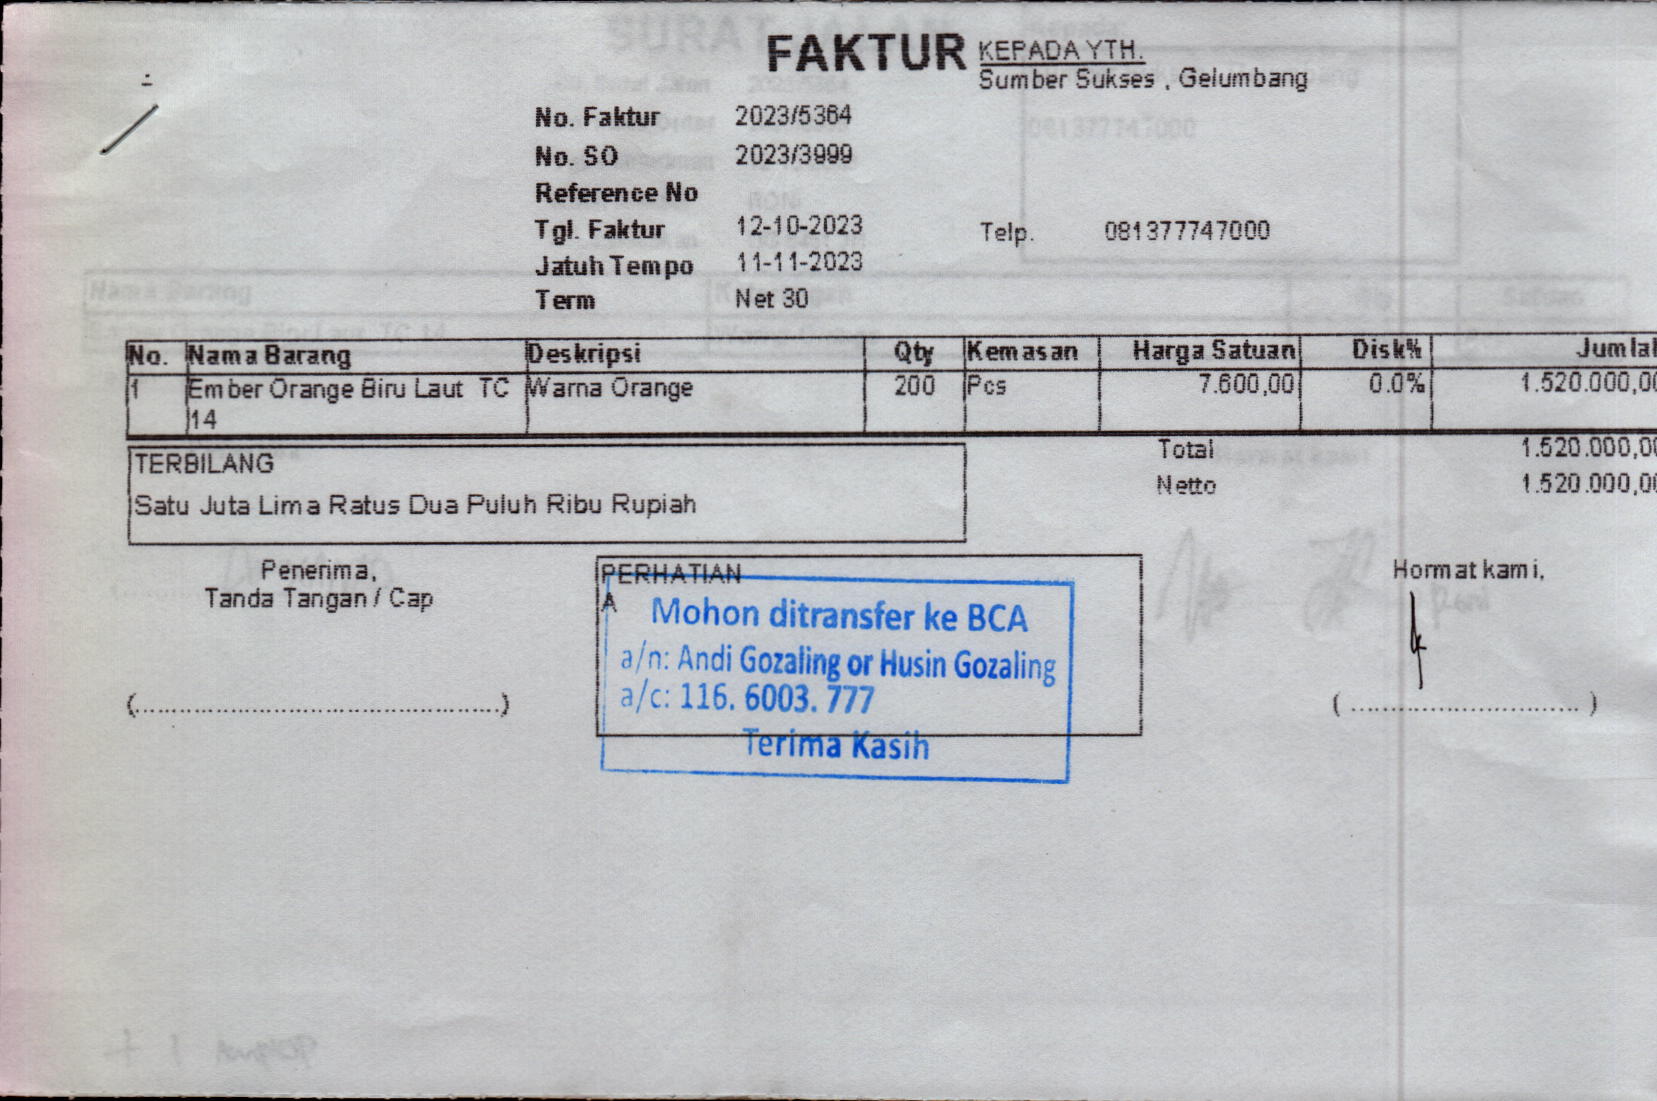 FAKTUR
KEPADA YTH.
Sumber Sukses , Gelumbang
No. Faktur 2023/5364
No. SO 2023/3999
Reference No
Tgl. Faktur 12-10-2023
Telp. 081377747000
Jatuh Tempo 11-11-2023
Term Net 30
No. Nama Barang Deskripsi Qty Kemasan Harga Satuan Disk% Jumlah
1 Ember Orange Biru Laut TC Warna Orange 200 Pcs 7.600,00 0.0% 1.520.000,00
14
Total 1.520.000,00
TERBILANG
Netto 1.520.000,00
Satu Juta Lima Ratus Dua Puluh Ribu Rupiah
Penerima,
Tanda Tangan / Cap
PERHATIAN
A
Mohon ditransfer ke BCA
a/n: Andi Gozaling or Husin Gozaling
a/c: 116. 6003. 777
Terima Kasih
Hormat kami,
(............................................)
( ............................ )